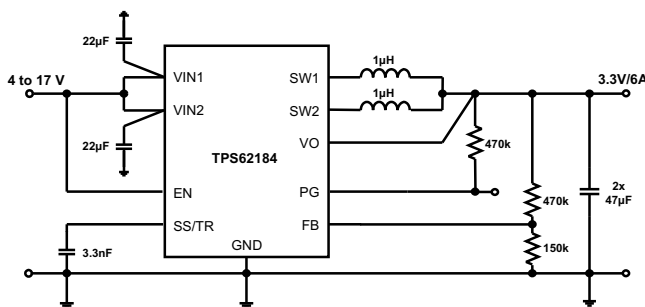 22µF
4 to 17 V
22µF
3.3nF
VIN1
VIN2
EN
SS/TR
TPS62184
GND
SW1
SW2
VO
PG
FB
1µH
1µH
470k
470k
150k
3.3V/6A
2x
47µF